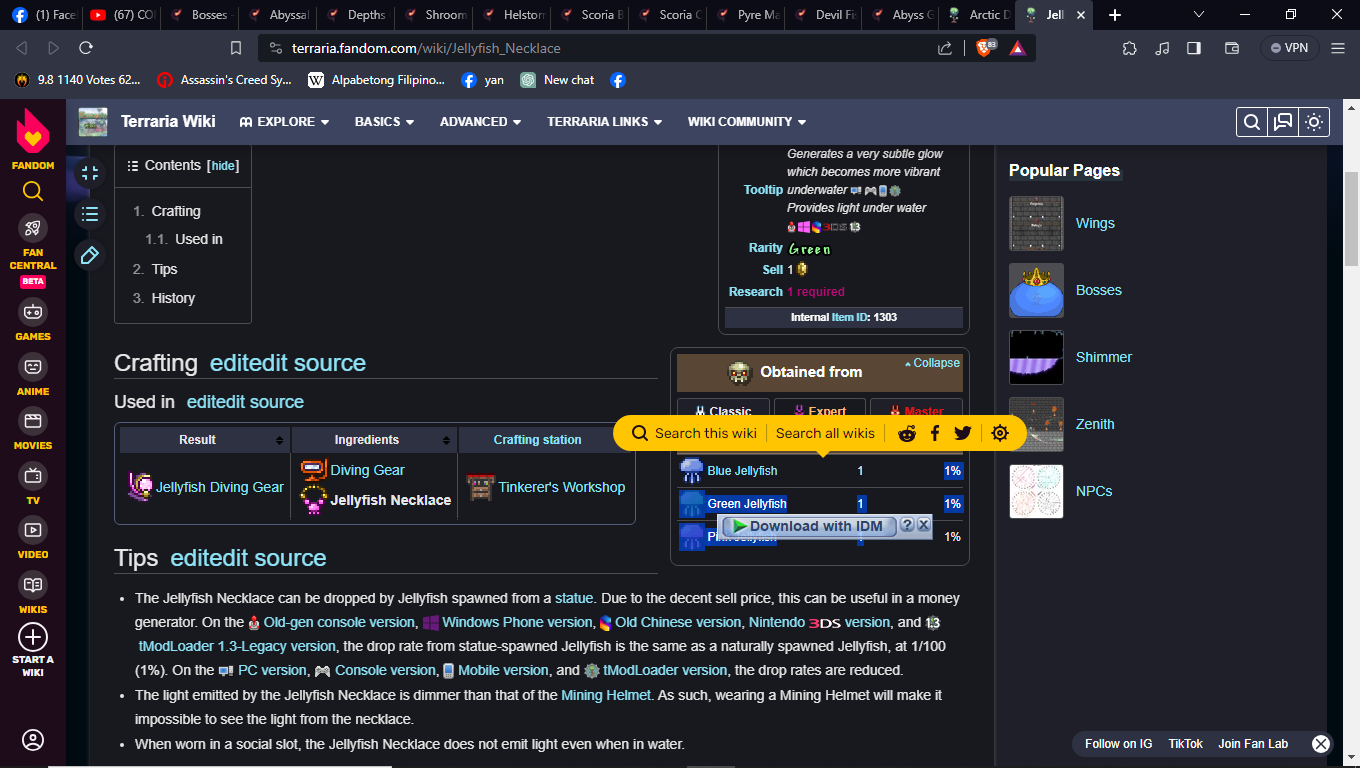 (1) Face
(67) CO
Bosses -
Abyssal
Depths
Shroom
Helstorm
Scoria B
Scoria C
Pyre Ma
Devil Fis
Abyss G
Arctic D
Jell
terraria.fandom.com/wiki/Jellyfish_Necklace
83
VPN
9.8 1140 Votes 62...
Assassin's Creed Sy...
Alpabetong Filipino...
yan
New chat
Terraria Wiki
EXPLORE
BASICS
ADVANCED
TERRARIA LINKS
WIKI COMMUNITY
FANDOM
FAN
CENTRAL
BETA
GAMES
ANIME
MOVIES
TV
VIDEO
WIKIS
START A
WIKI
Contents [hide]
1. Crafting
1.1. Used in
2. Tips
3. History
Tooltip
Generates a very subtle glow
which becomes more vibrant
underwater
Provides light under water
3DS
Rarity Green
Sell 1
Research 1 required
Internal Item ID: 1303
Crafting editedit source
Used in editedit source
Result
Ingredients
Crafting station
Jellyfish Diving Gear
Diving Gear
Jellyfish Necklace
Tinkerer's Workshop
Obtained from
Collapse
Classic
Expert
Master
Search this wiki
Search all wikis
Blue Jellyfish 1 1%
Green Jellyfish 1 1%
Download with IDM ? X
Pink Jellyfish 1 1%
Tips editedit source
• The Jellyfish Necklace can be dropped by Jellyfish spawned from a statue. Due to the decent sell price, this can be useful in a money
generator. On the Old-gen console version, Windows Phone version, Old Chinese version, Nintendo 3DS version, and
tModLoader 1.3-Legacy version, the drop rate from statue-spawned Jellyfish is the same as a naturally spawned Jellyfish, at 1/100
(1%). On the PC version, Console version, Mobile version, and tModLoader version, the drop rates are reduced.
• The light emitted by the Jellyfish Necklace is dimmer than that of the Mining Helmet. As such, wearing a Mining Helmet will make it
impossible to see the light from the necklace.
• When worn in a social slot, the Jellyfish Necklace does not emit light even when in water.
Popular Pages
Wings
Bosses
Shimmer
Zenith
NPCs
Follow on IG
TikTok
Join Fan Lab